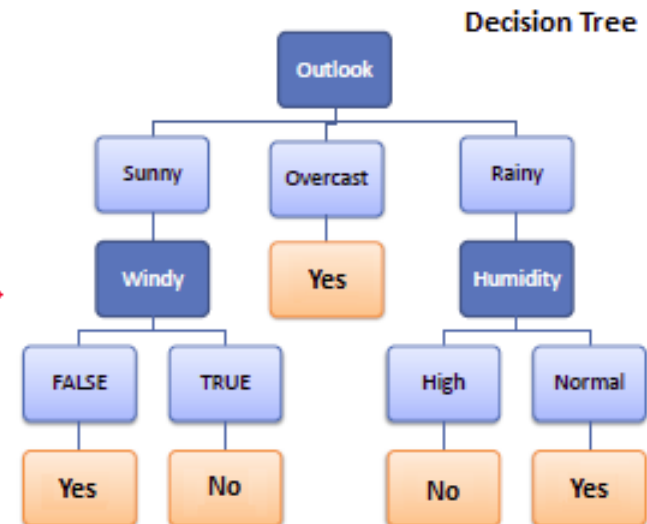 Decision Tree
Outlook
Sunny
Overcast
Rainy
Windy
Yes
Humidity
FALSE
TRUE
High
Normal
Yes
No
No
Yes